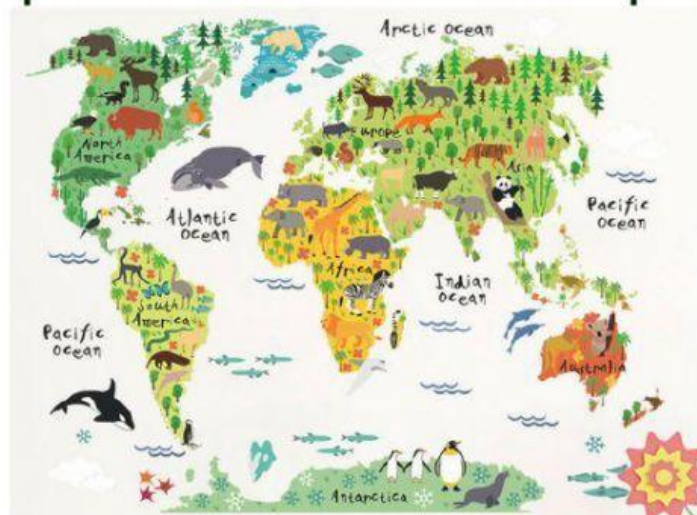 Arctic Ocean
North
America
Europe
Asia
Atlantic
Ocean
Pacific
Ocean
Africa
Indian
Ocean
South
America
Pacific
Ocean
Australia
Antarctica